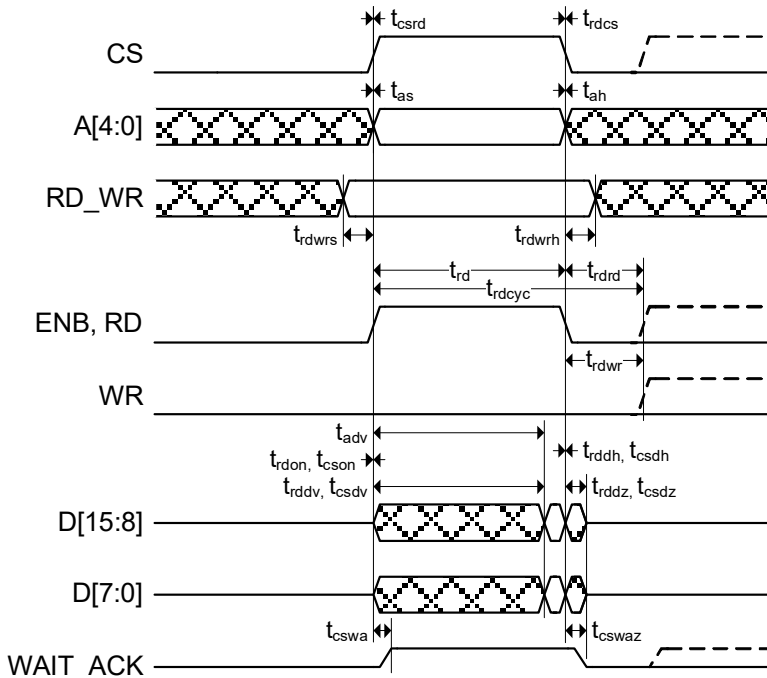 t_csrd t_rdcs
CS
t_as t_ah
A[4:0]
RD_WR
t_rdwrs t_rdwrh
t_rd t_rdrd
t_rdcyc
ENB, RD
t_rdwr
WR
t_adv
t_rdon, t_cson t_rddh, t_csdh
t_rddv, t_csdv t_rddz, t_csdz
D[15:8]
D[7:0]
t_cswa t_cswaz
WAIT_ACK